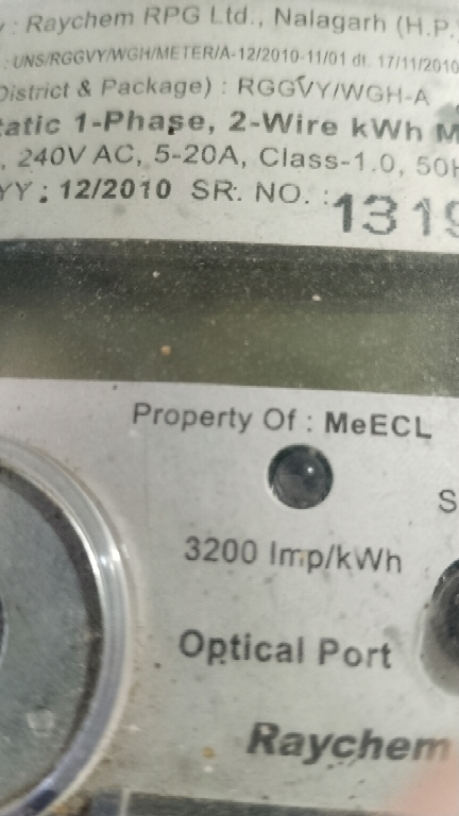 y : Raychem RPG Ltd., Nalagarh (H.P.)
: UNS/RGGVY/WGH/METER/A-12/2010-11/01 dt. 17/11/2010
District & Package) : RGGVY/WGH-A
tatic 1-Phase, 2-Wire kWh M
, 240V AC, 5-20A, Class-1.0, 50H
YY : 12/2010 SR. NO. : 1319
Property Of : MeECL
S
3200 Imp/kWh
Optical Port
Raychem